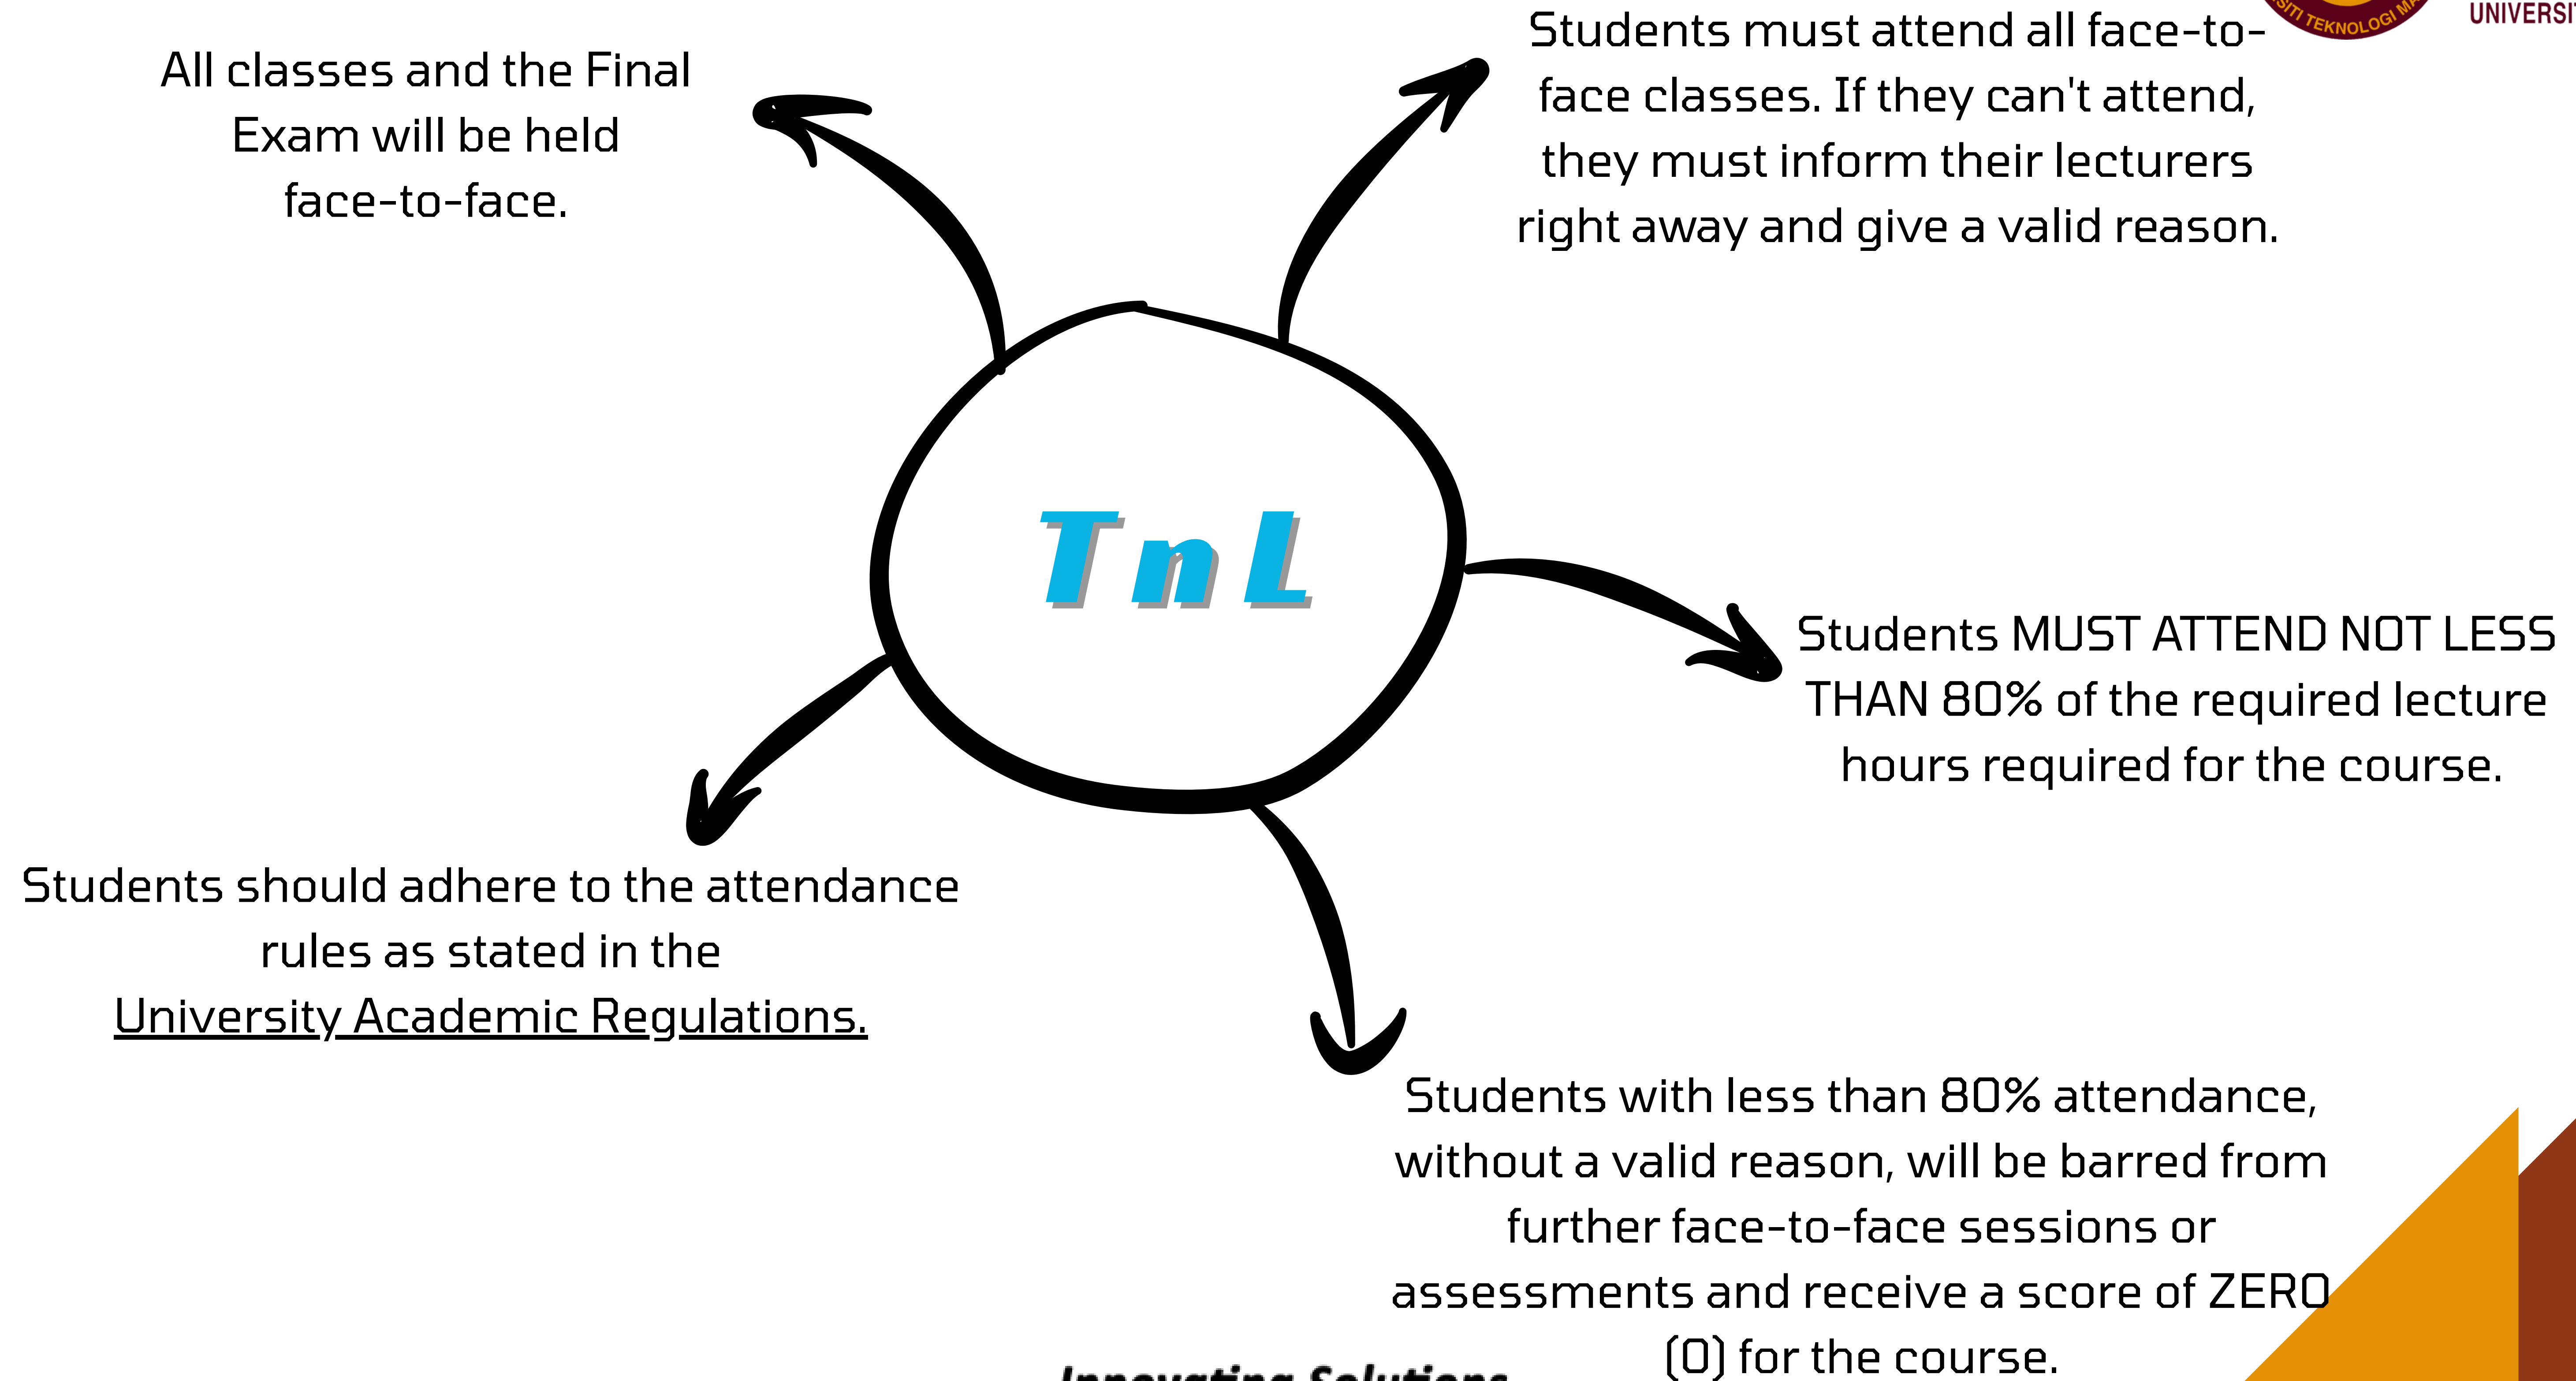 All classes and the Final
Exam will be held
face-to-face.
Students must attend all face-to-
face classes. If they can't attend,
they must inform their lecturers
right away and give a valid reason.
TEKNOLOGI
TnL
Students MUST ATTEND NOT LESS
THAN 80% of the required lecture
hours required for the course.
Students should adhere to the attendance
rules as stated in the
University Academic Regulations.
Students with less than 80% attendance,
without a valid reason, will be barred from
further face-to-face sessions or
assessments and receive a score of ZERO
(0) for the course.
Innovating Solutions